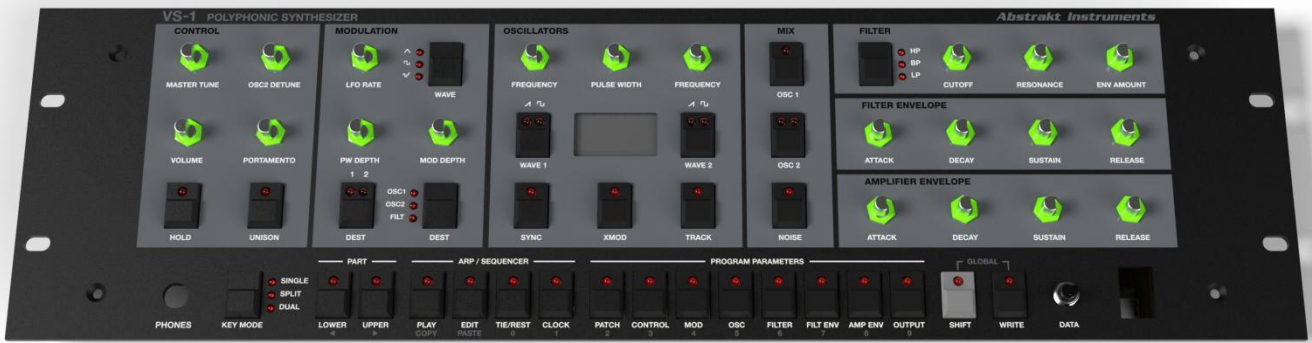 VS-1 POLYPHONIC SYNTHESIZER
Abstrakt Instruments
CONTROL
MASTER TUNE OSC2 DETUNE
VOLUME PORTAMENTO
HOLD UNISON
MODULATION
LFO RATE WAVE
PW DEPTH MOD DEPTH
1 2
OSC1
OSC2
FILT
DEST DEST
OSCILLATORS
FREQUENCY PULSE WIDTH FREQUENCY
WAVE 1 WAVE 2
SYNC XMOD TRACK
MIX
OSC 1
OSC 2
NOISE
FILTER
HP
BP
LP
CUTOFF RESONANCE ENV AMOUNT
FILTER ENVELOPE
ATTACK DECAY SUSTAIN RELEASE
AMPLIFIER ENVELOPE
ATTACK DECAY SUSTAIN RELEASE
PHONES
SINGLE
SPLIT
DUAL
KEY MODE
PART
LOWER UPPER
ARP / SEQUENCER
PLAY EDIT TIE/REST CLOCK
COPY PASTE 0 1
PROGRAM PARAMETERS
PATCH CONTROL MOD OSC FILTER FILT ENV AMP ENV OUTPUT
2 3 4 5 6 7 8 9
GLOBAL
SHIFT WRITE
DATA